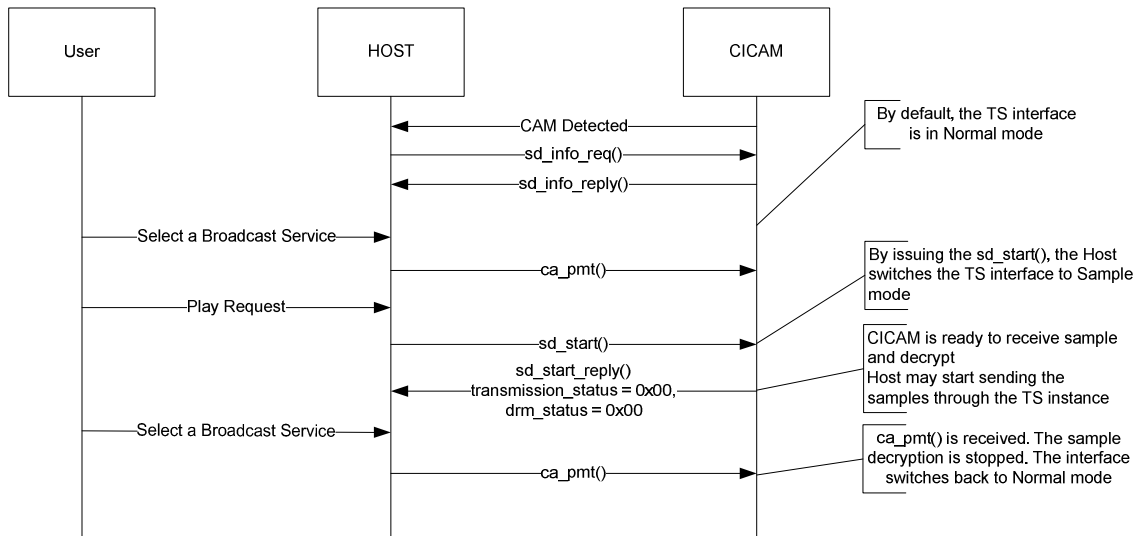 User
HOST
CICAM
CAM Detected
By default, the TS interface
is in Normal mode
sd_info_req()
sd_info_reply()
Select a Broadcast Service
ca_pmt()
By issuing the sd_start(), the Host
switches the TS interface to Sample
mode
Play Request
sd_start()
CICAM is ready to receive sample
and decrypt
Host may start sending the
samples through the TS instance
sd_start_reply()
transmission_status = 0x00,
drm_status = 0x00
Select a Broadcast Service
ca_pmt() is received. The sample
decryption is stopped. The interface
switches back to Normal mode
ca_pmt()